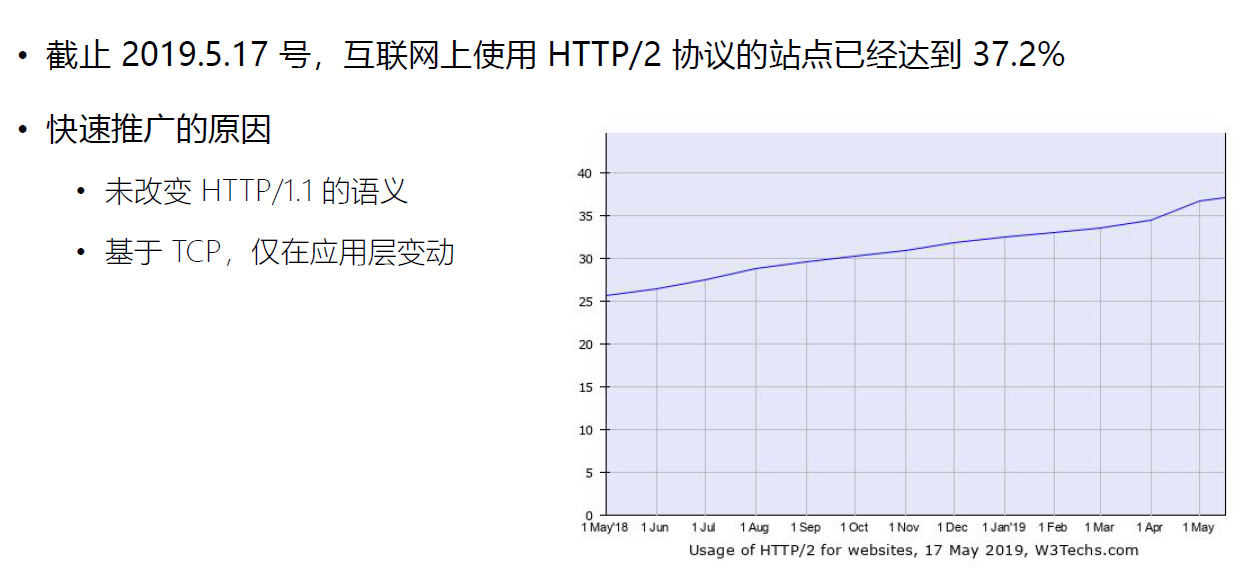 • 截止 2019.5.17 号，互联网上使用 HTTP/2 协议的站点已经达到 37.2%
• 快速推广的原因
• 未改变 HTTP/1.1 的语义
• 基于 TCP，仅在应用层变动
40
35
30
25
20
15
10
5
0
1 May'18 1 Jun 1 Jul 1 Aug 1 Sep 1 Oct 1 Nov 1 Dec 1 Jan'19 1 Feb 1 Mar 1 Apr 1 May
Usage of HTTP/2 for websites, 17 May 2019, W3Techs.com